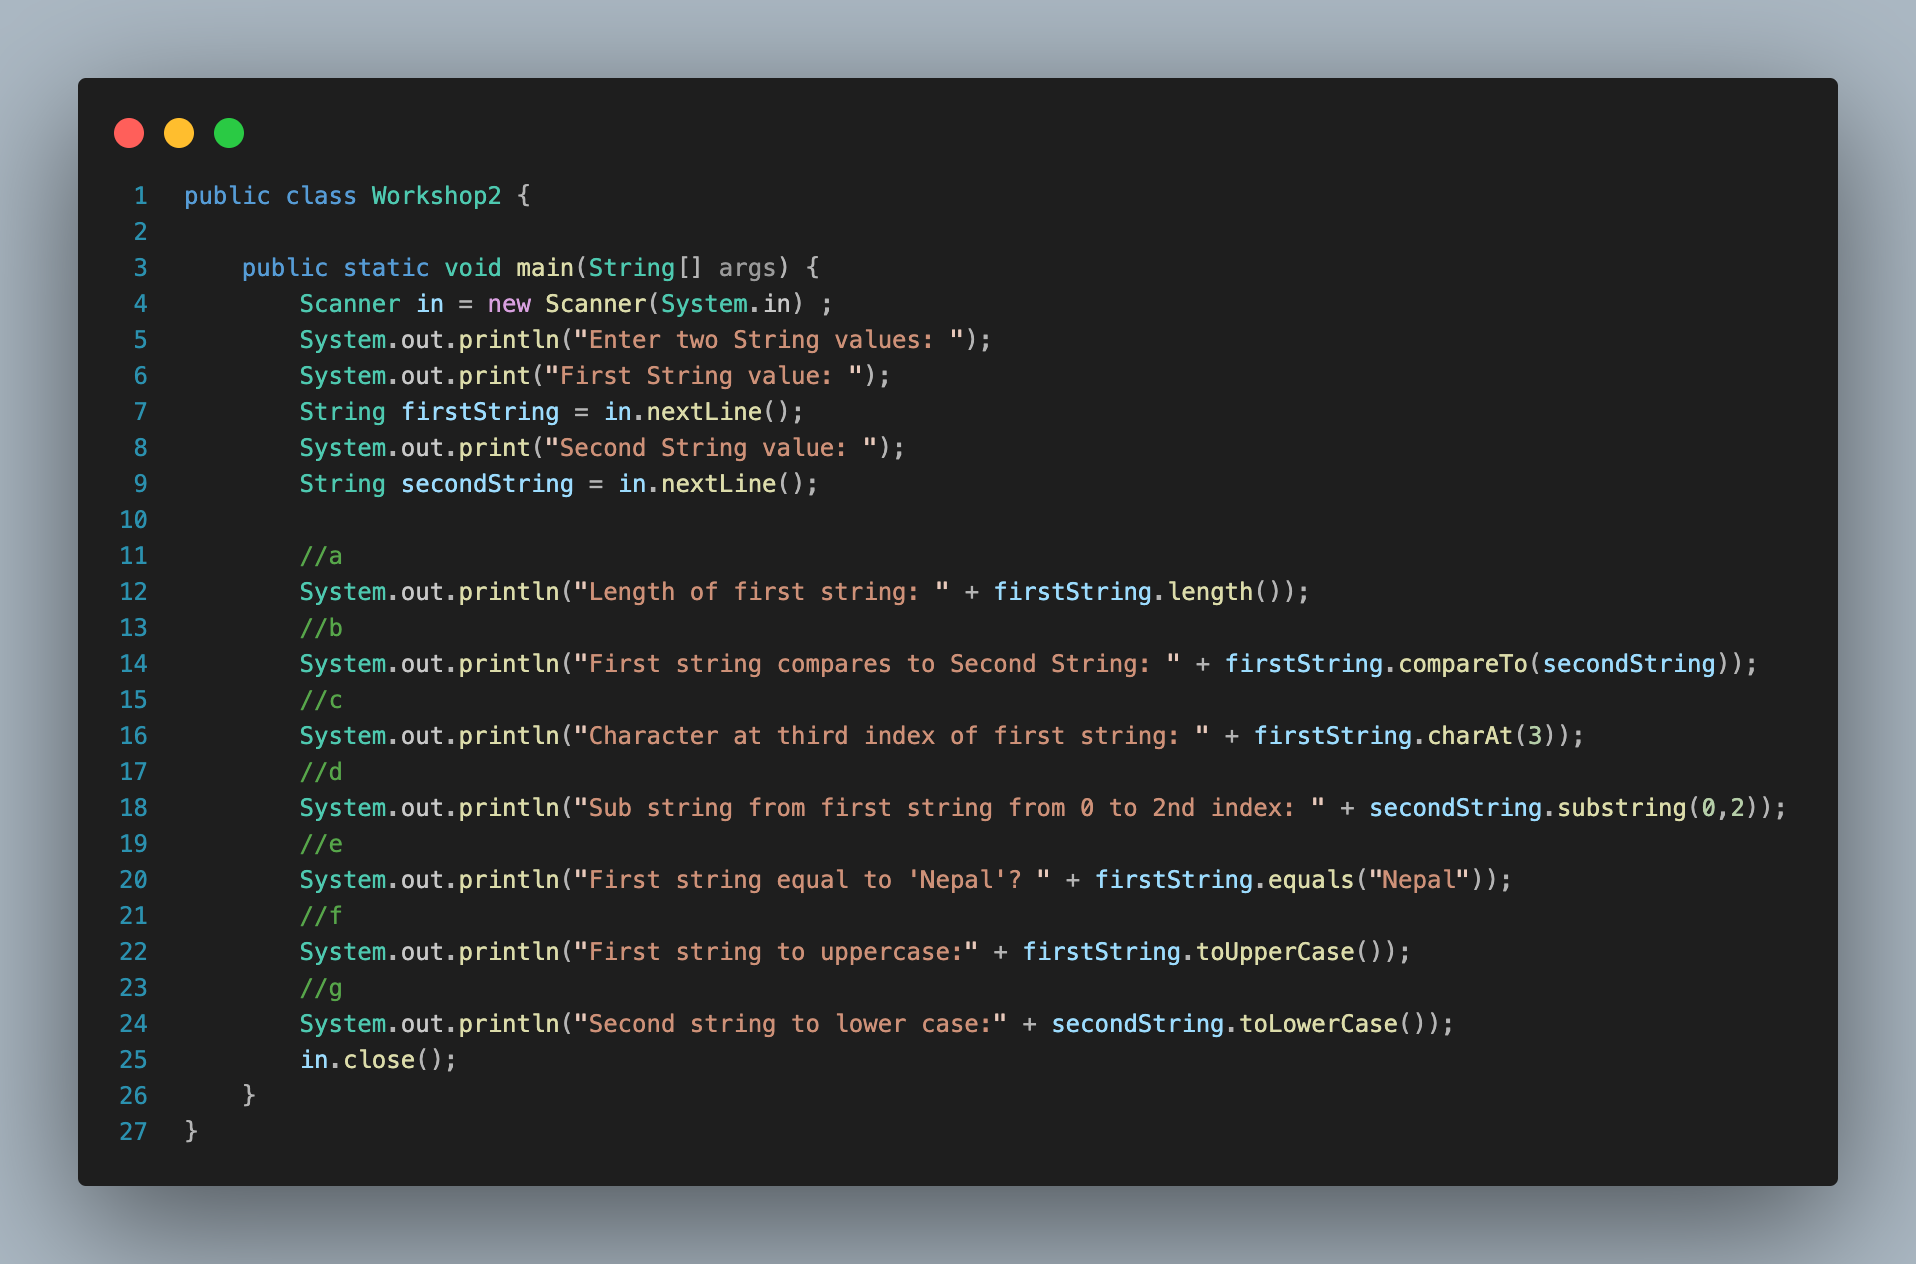 1 public class Workshop2 {
2
3     public static void main(String[] args) {
4         Scanner in = new Scanner(System.in) ;
5         System.out.println("Enter two String values: ");
6         System.out.print("First String value: ");
7         String firstString = in.nextLine();
8         System.out.print("Second String value: ");
9         String secondString = in.nextLine();
10
11         //a
12         System.out.println("Length of first string: " + firstString.length());
13         //b
14         System.out.println("First string compares to Second String: " + firstString.compareTo(secondString));
15         //c
16         System.out.println("Character at third index of first string: " + firstString.charAt(3));
17         //d
18         System.out.println("Sub string from first string from 0 to 2nd index: " + secondString.substring(0,2));
19         //e
20         System.out.println("First string equal to 'Nepal'? " + firstString.equals("Nepal"));
21         //f
22         System.out.println("First string to uppercase:" + firstString.toUpperCase());
23         //g
24         System.out.println("Second string to lower case:" + secondString.toLowerCase());
25         in.close();
26     }
27 }